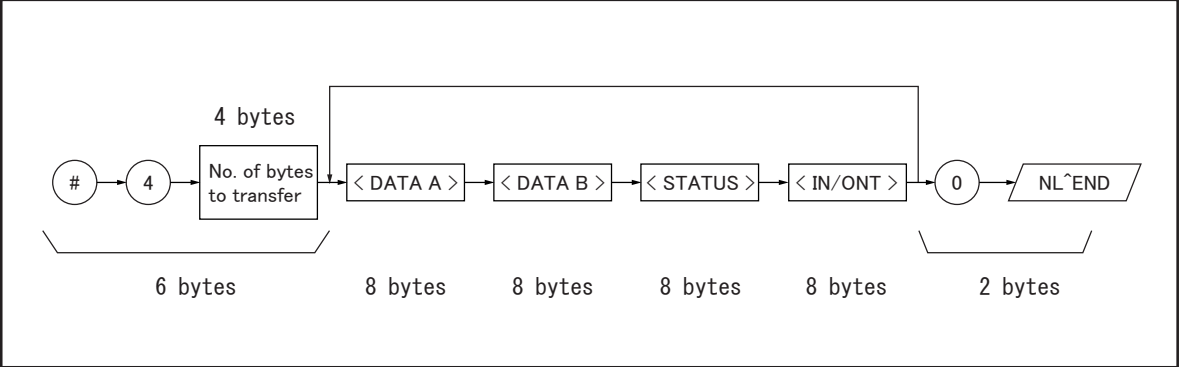 4 bytes
#
4
No. of bytes
to transfer
< DATA A >
< DATA B >
< STATUS >
< IN/ONT >
0
NL^END
6 bytes
8 bytes
8 bytes
8 bytes
8 bytes
2 bytes